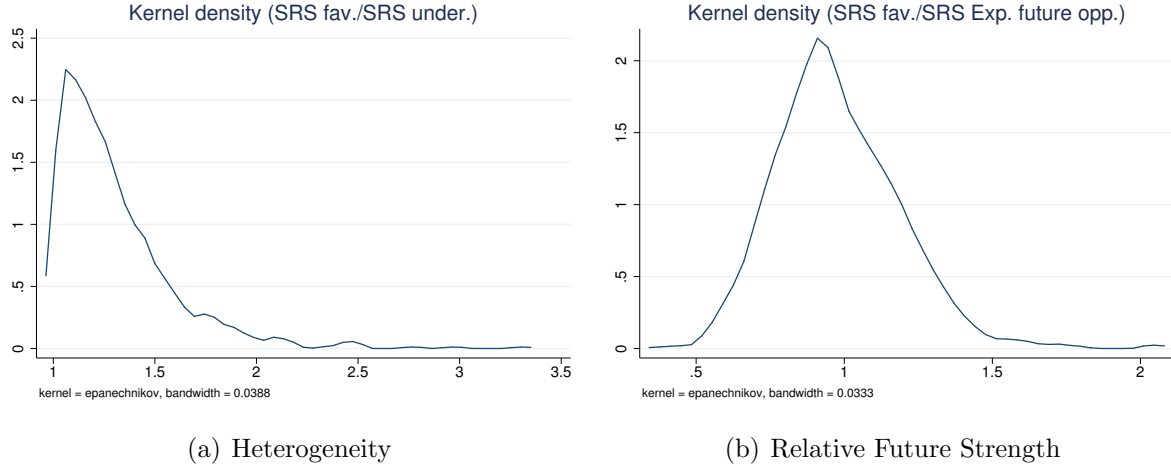 Kernel density (SRS fav./SRS under.)
2.5
2
1.5
1
.5
0
1 1.5 2 2.5 3 3.5
kernel = epanechnikov, bandwidth = 0.0388
(a) Heterogeneity
Kernel density (SRS fav./SRS Exp. future opp.)
2
1.5
1
.5
0
.5 1 1.5 2
kernel = epanechnikov, bandwidth = 0.0333
(b) Relative Future Strength